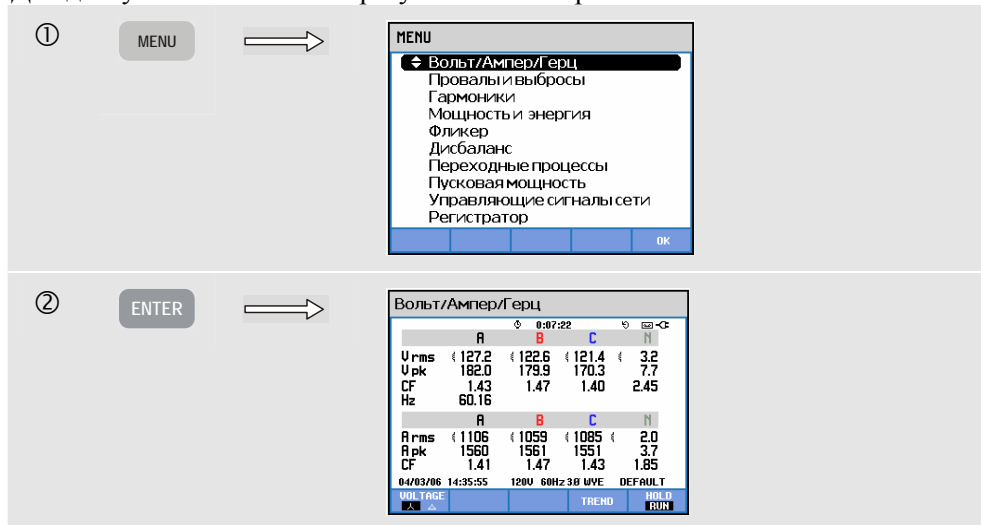 ① MENU
MENU
Вольт/Ампер/Герц
Провалы и выбросы
Гармоники
Мощность и энергия
Фликер
Дисбаланс
Переходные процессы
Пусковая мощность
Управляющие сигналы сети
Регистратор
OK
② ENTER
Вольт/Ампер/Герц
0:07:22
A B C N
V rms 127.2 122.6 121.4 3.2
V pk 182.0 179.9 170.3 7.7
CF 1.43 1.47 1.40 2.45
Hz 60.16
A B C N
A rms 1106 1059 1085 2.0
A pk 1560 1561 1551 3.7
CF 1.41 1.47 1.43 1.85
04/03/06 14:35:55 120V 60Hz 3Ø WYE DEFAULT
VOLTAGE TREND HOLD
RUN